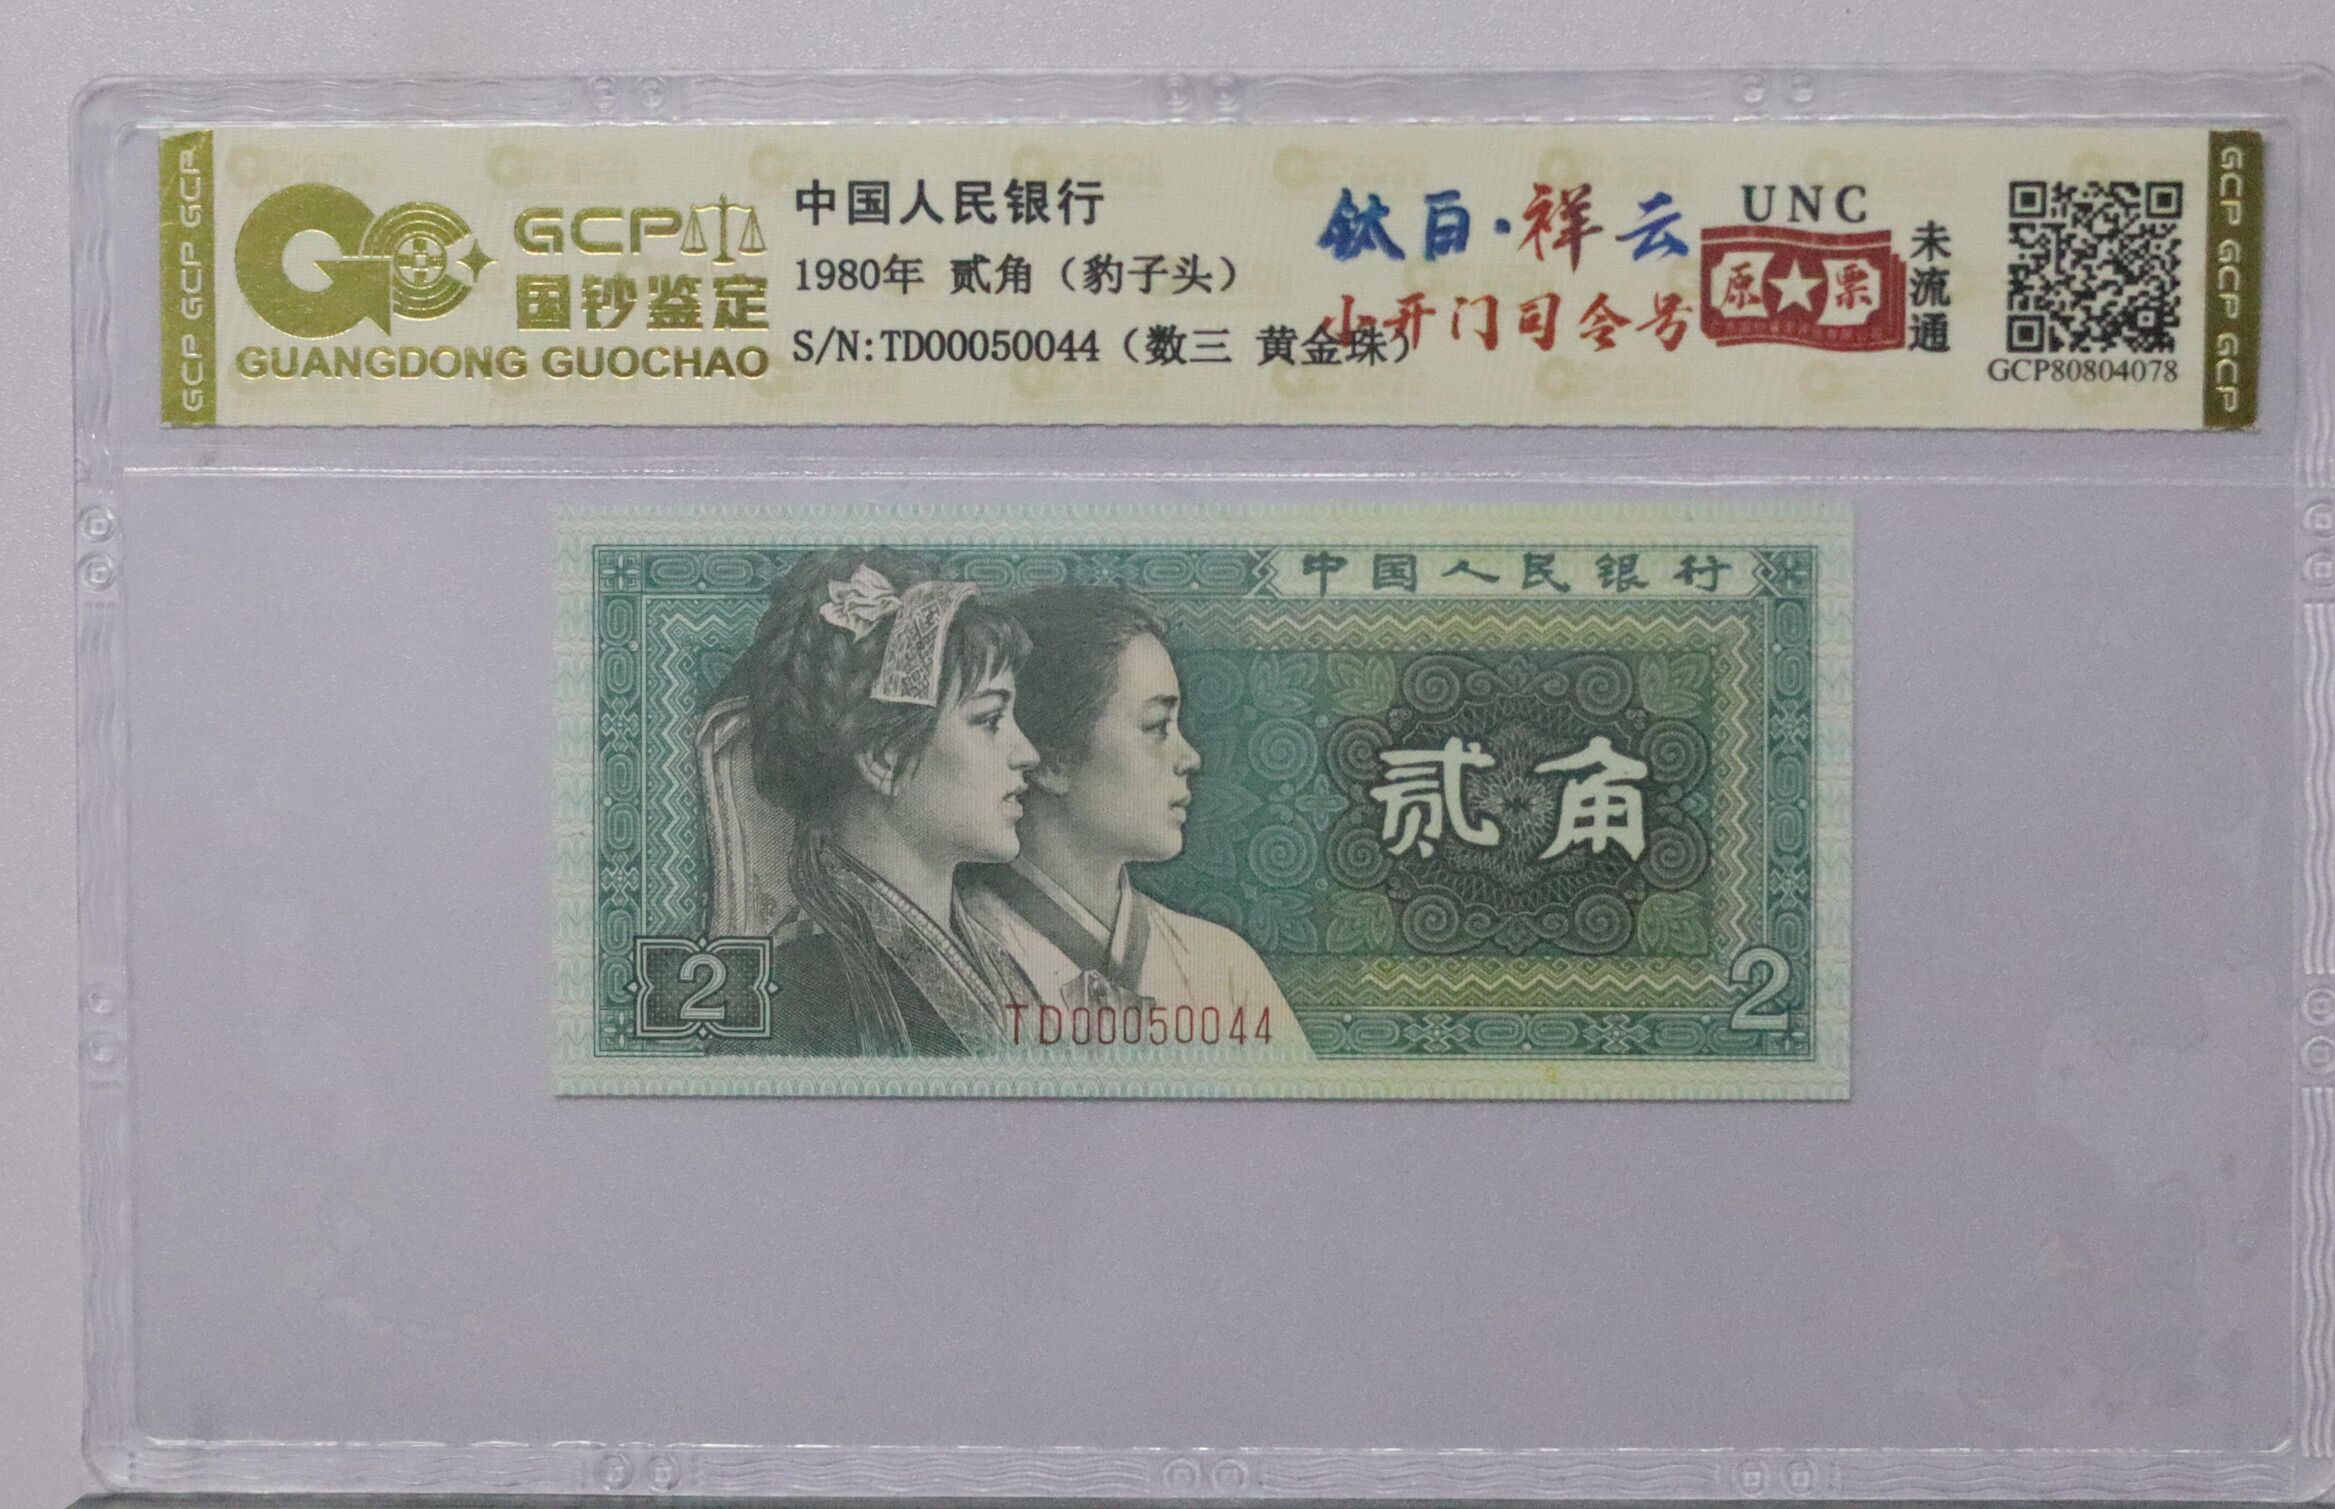 GCP GCP GCP
GCP
国钞鉴定
GUANGDONG GUOCHAO
中国人民银行
1980年 贰角（豹子头）
S/N:TD00050044（数三 黄金珠）
钛白·祥云
小开门司令号
UNC
原★票
未流通
GCP80804078
GCP GCP GCP
中国人民银行
贰角
2
2
TD00050044